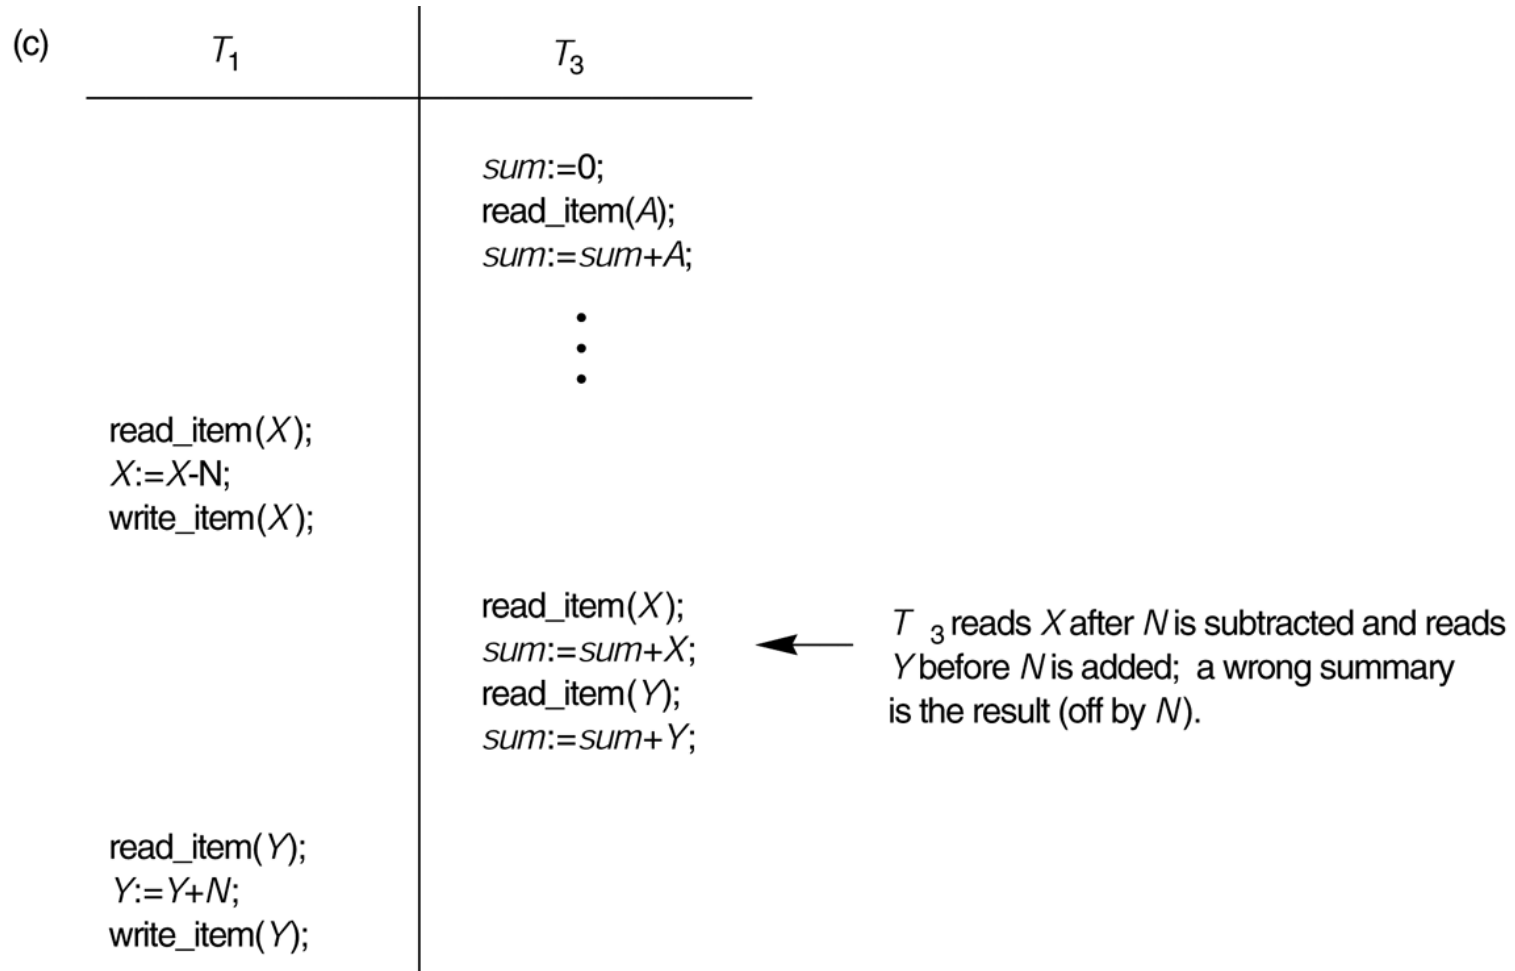 (c) T1 T3
sum:=0;
read_item(A);
sum:=sum+A;
read_item(X);
X:=X-N;
write_item(X);
read_item(X);
sum:=sum+X;
read_item(Y);
sum:=sum+Y;
T 3 reads X after N is subtracted and reads
Y before N is added; a wrong summary
is the result (off by N).
read_item(Y);
Y:=Y+N;
write_item(Y);